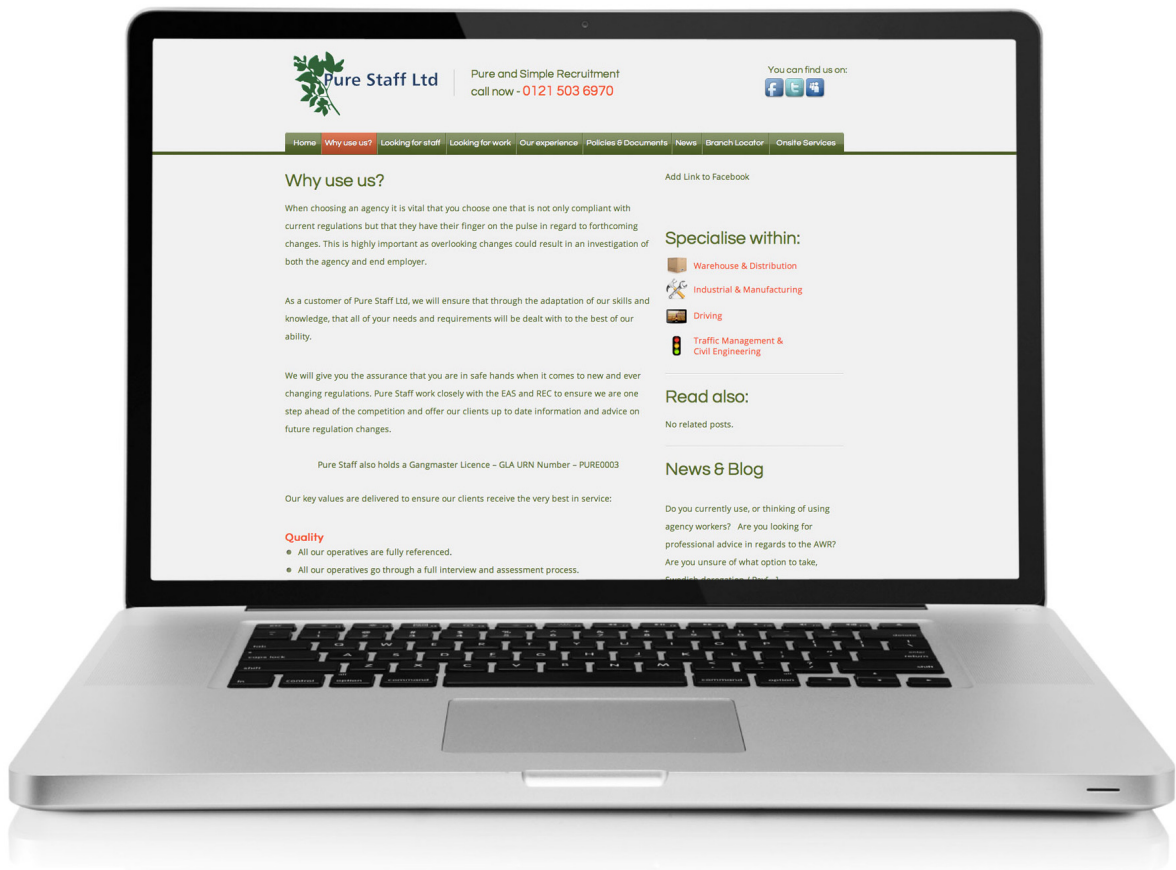 Pure Staff Ltd
Pure and Simple Recruitment
call now - 0121 503 6970
You can find us on:
Home Why use us? Looking for staff Looking for work Our experience Policies & Documents News Branch Locator Onsite Services
Why use us?
When choosing an agency it is vital that you choose one that is not only compliant with
current regulations but that they have their finger on the pulse in regard to forthcoming
changes. This is highly important as overlooking changes could result in an investigation of
both the agency and end employer.
As a customer of Pure Staff Ltd, we will ensure that through the adaptation of our skills and
knowledge, that all of your needs and requirements will be dealt with to the best of our
ability.
We will give you the assurance that you are in safe hands when it comes to new and ever
changing regulations. Pure Staff work closely with the EAS and REC to ensure we are one
step ahead of the competition and offer our clients up to date information and advice on
future regulation changes.
Pure Staff also holds a Gangmaster Licence – GLA URN Number – PURE0003
Our key values are delivered to ensure our clients receive the very best in service:
Quality
All our operatives are fully referenced.
All our operatives go through a full interview and assessment process.
Add Link to Facebook
Specialise within:
Warehouse & Distribution
Industrial & Manufacturing
Driving
Traffic Management &
Civil Engineering
Read also:
No related posts.
News & Blog
Do you currently use, or thinking of using
agency workers? Are you looking for
professional advice in regards to the AWR?
Are you unsure of what option to take,
caps lock
shift
fn control option command
command option
delete
return
shift